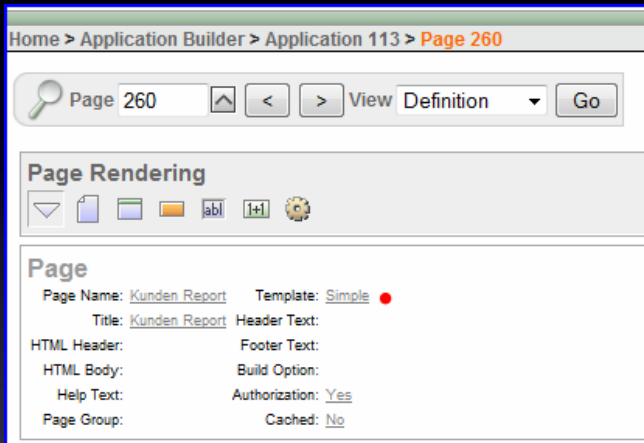 Home > Application Builder > Application 113 > Page 260
Page 260 < > View Definition Go
Page Rendering
abl 1+1
Page
Page Name: Kunden Report Template: Simple
Title: Kunden Report Header Text:
HTML Header: Footer Text:
HTML Body: Build Option:
Help Text: Authorization: Yes
Page Group: Cached: No